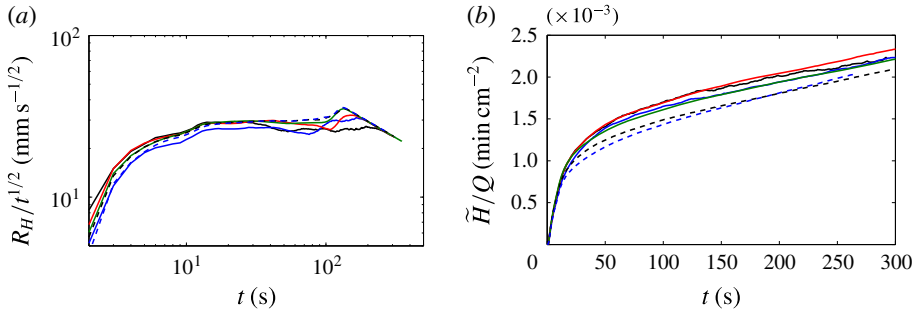 (a)
10²
10¹
R_H/t^{1/2} (mm s^{−1/2})
10¹ 10²
t (s)
(b) (×10^{−3})
2.5
2.0
1.5
1.0
0.5
H̃/Q (min cm^{−2})
0 50 100 150 200 250 300
t (s)